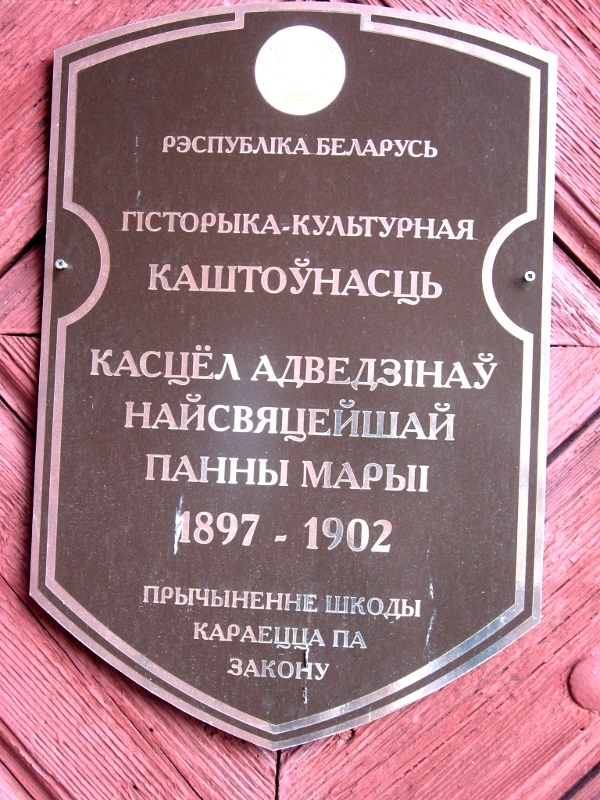 РЭСПУБЛІКА БЕЛАРУСЬ
ГІСТОРЫКА-КУЛЬТУРНАЯ
КАШТОЎНАСЦЬ
КАСЦЁЛ АДВЕДЗІНАЎ
НАЙСВЯЦЕЙШАЙ
ПАННЫ МАРЫІ
1897 - 1902
ПРЫЧЫНЕННЕ ШКОДЫ
КАРАЕЦЦА ПА
ЗАКОНУ